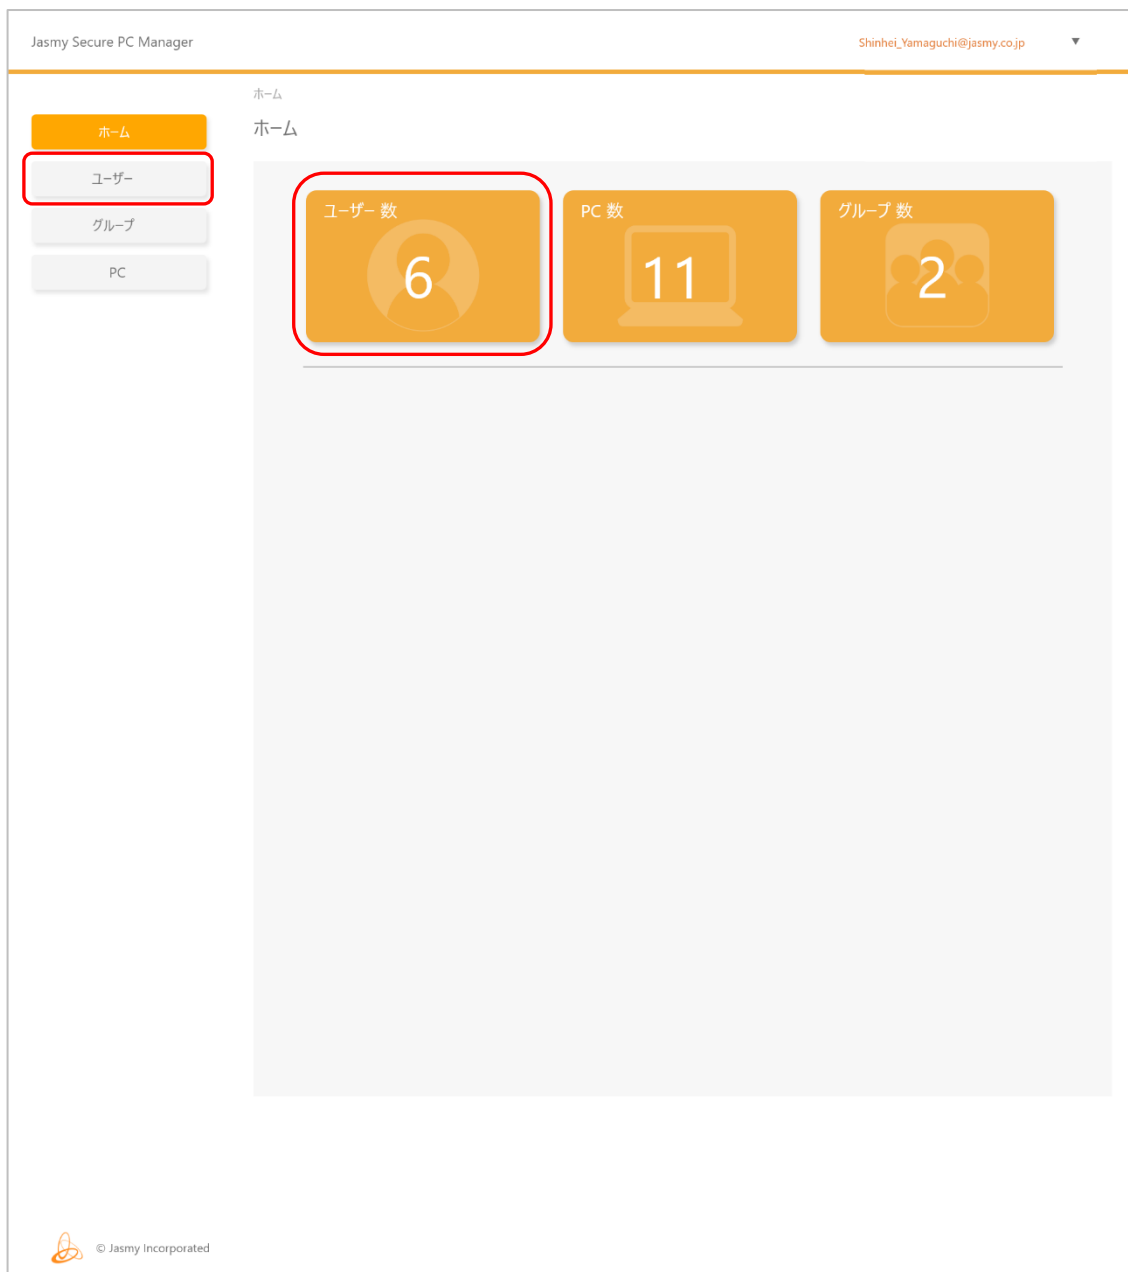 Jasmy Secure PC Manager
Shinhei_Yamaguchi@jasmy.co.jp ▼
ホーム
ホーム
ホーム
ユーザー
グループ
PC
ユーザー 数
6
PC 数
11
グループ 数
2
© Jasmy Incorporated